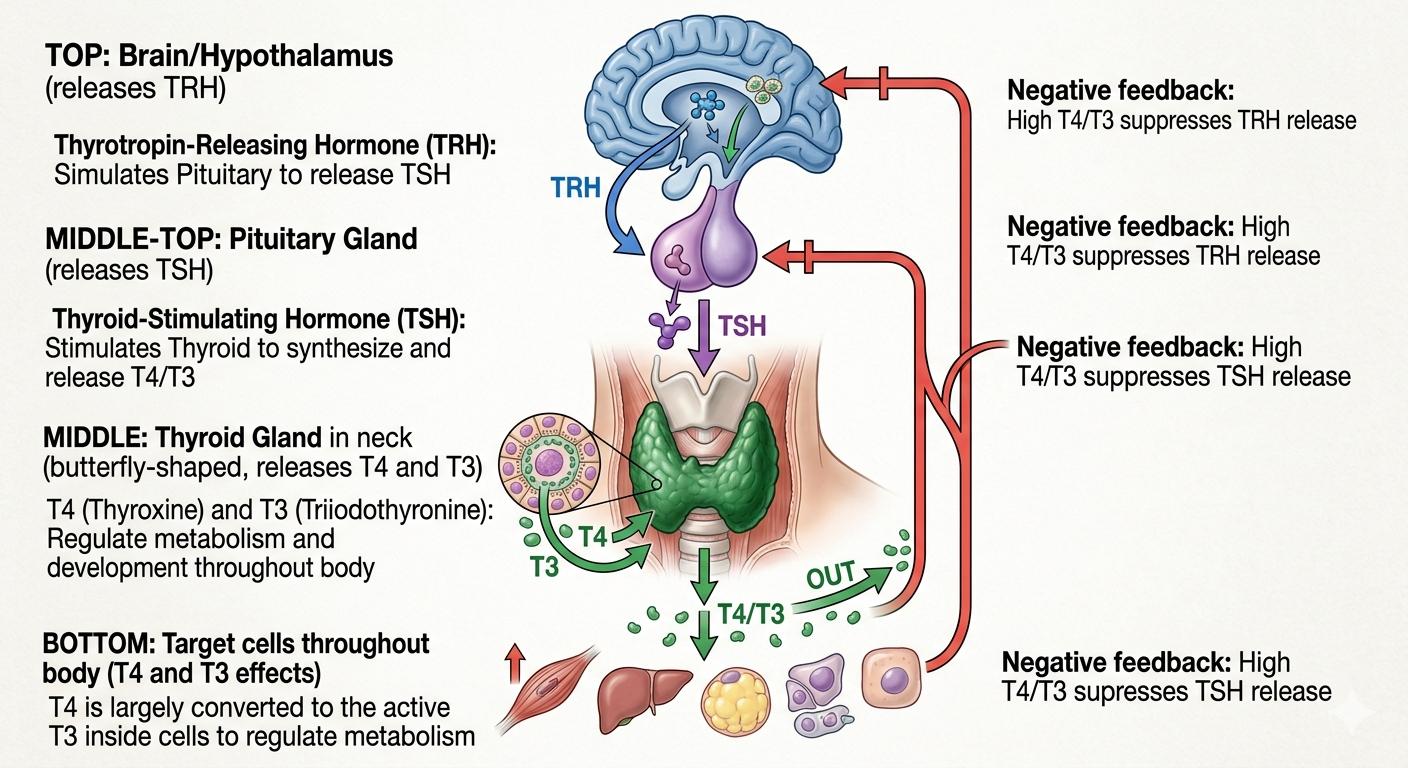 TOP: Brain/Hypothalamus
(releases TRH)
Thyrotropin-Releasing Hormone (TRH):
Simulates Pituitary to release TSH
MIDDLE-TOP: Pituitary Gland
(releases TSH)
Thyroid-Stimulating Hormone (TSH):
Stimulates Thyroid to synthesize and
release T4/T3
MIDDLE: Thyroid Gland in neck
(butterfly-shaped, releases T4 and T3)
T4 (Thyroxine) and T3 (Triiodothyronine):
Regulate metabolism and
development throughout body
BOTTOM: Target cells throughout
body (T4 and T3 effects)
T4 is largely converted to the active
T3 inside cells to regulate metabolism
TRH
TSH
T4
T3
OUT
T4/T3
Negative feedback:
High T4/T3 suppresses TRH release
Negative feedback: High
T4/T3 suppresses TRH release
Negative feedback: High
T4/T3 suppresses TSH release
Negative feedback: High
T4/T3 supresses TSH release